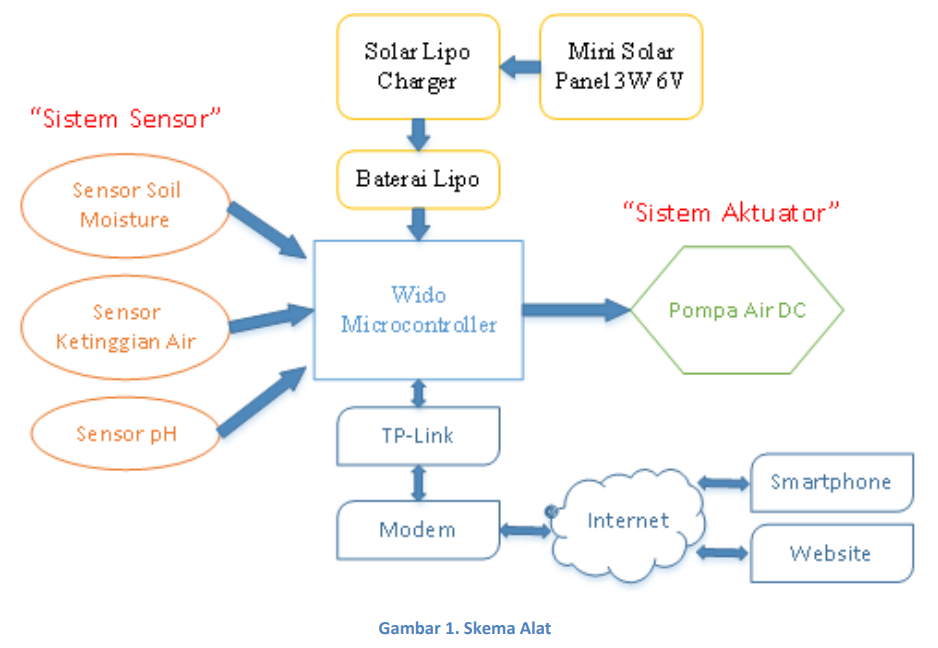 Solar Lipo
Charger
Mini Solar
Panel 3W 6V
“Sistem Sensor”
Baterai Lipo
Sensor Soil
Moisture
“Sistem Aktuator”
Wido
Microcontroller
Sensor
Ketinggian Air
Pompa Air DC
Sensor pH
TP-Link
Modem
Internet
Smartphone
Website
Gambar 1. Skema Alat